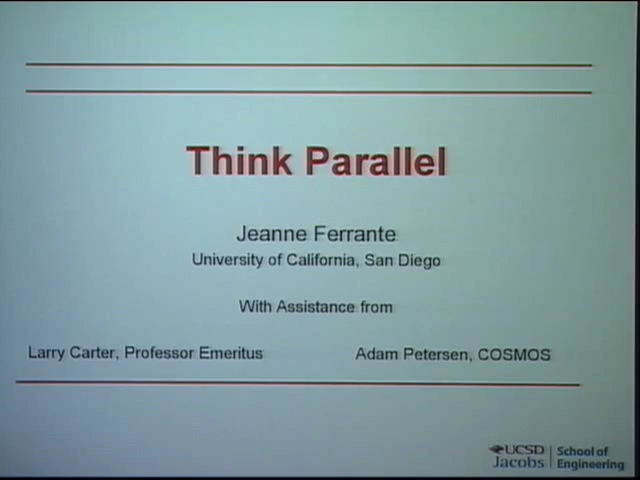 Think Parallel
Jeanne Ferrante
University of California, San Diego
With Assistance from
Larry Carter, Professor Emeritus
Adam Petersen, COSMOS
UCSD
Jacobs
School of
Engineering